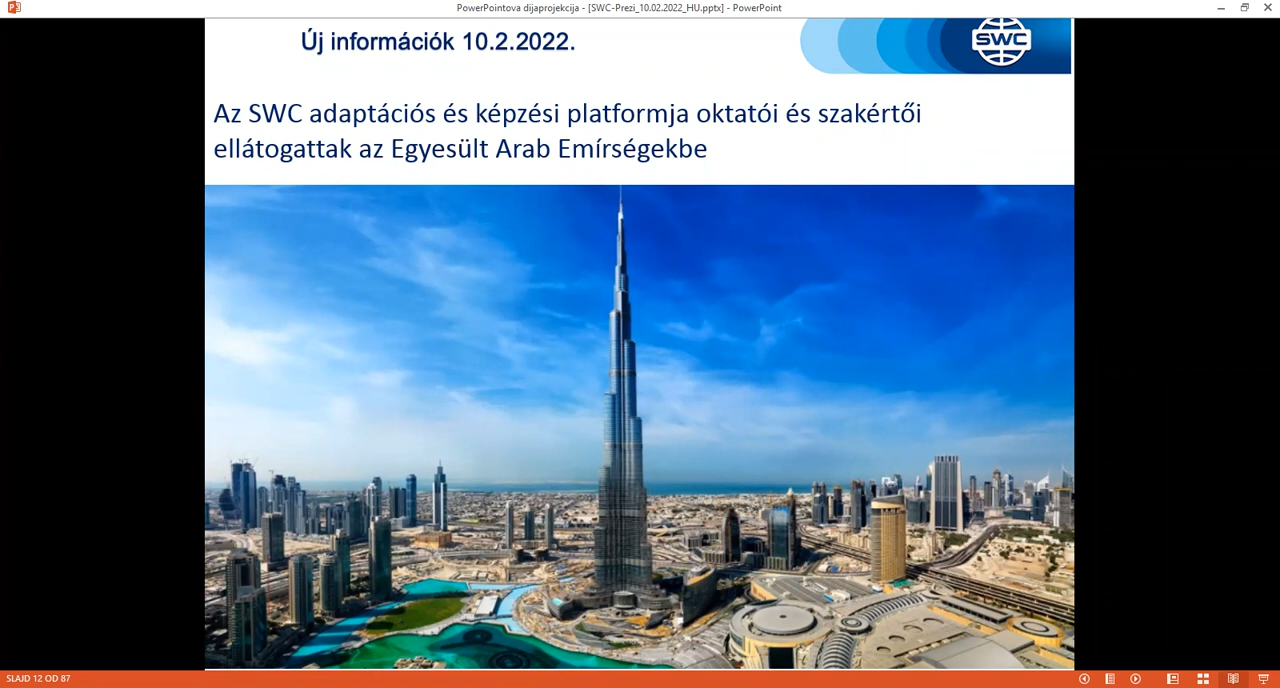 PowerPointova dijaprojekcija - [SWC-Prezi_10.02.2022_HU.pptx] - PowerPoint
Új információk 10.2.2022.
SWC
Az SWC adaptációs és képzési platformja oktatói és szakértői
ellátogattak az Egyesült Arab Emírségekbe
SLAJD 12 OD 87